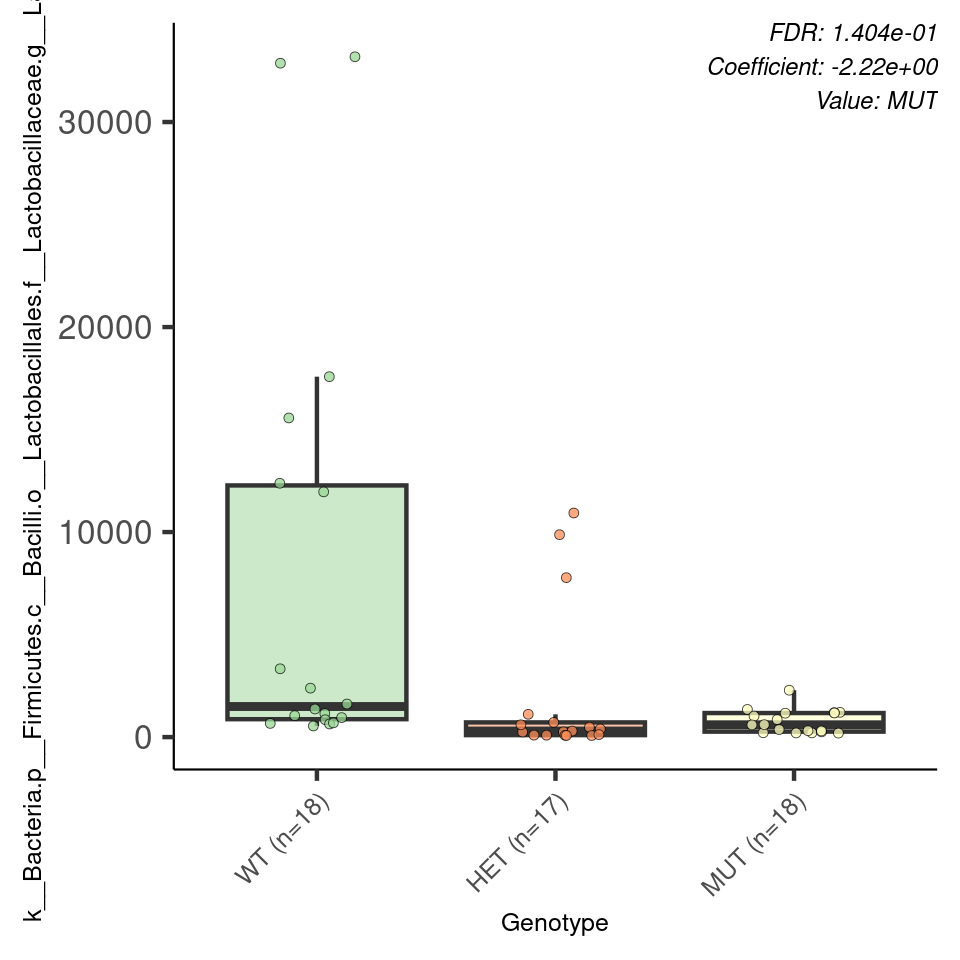 FDR: 1.404e-01
Coefficient: -2.22e+00
Value: MUT
k__Bacteria.p__Firmicutes.c__Bacilli.o__Lactobacillales.f__Lactobacillaceae.g__L
30000
20000
10000
0
WT (n=18)
HET (n=17)
MUT (n=18)
Genotype